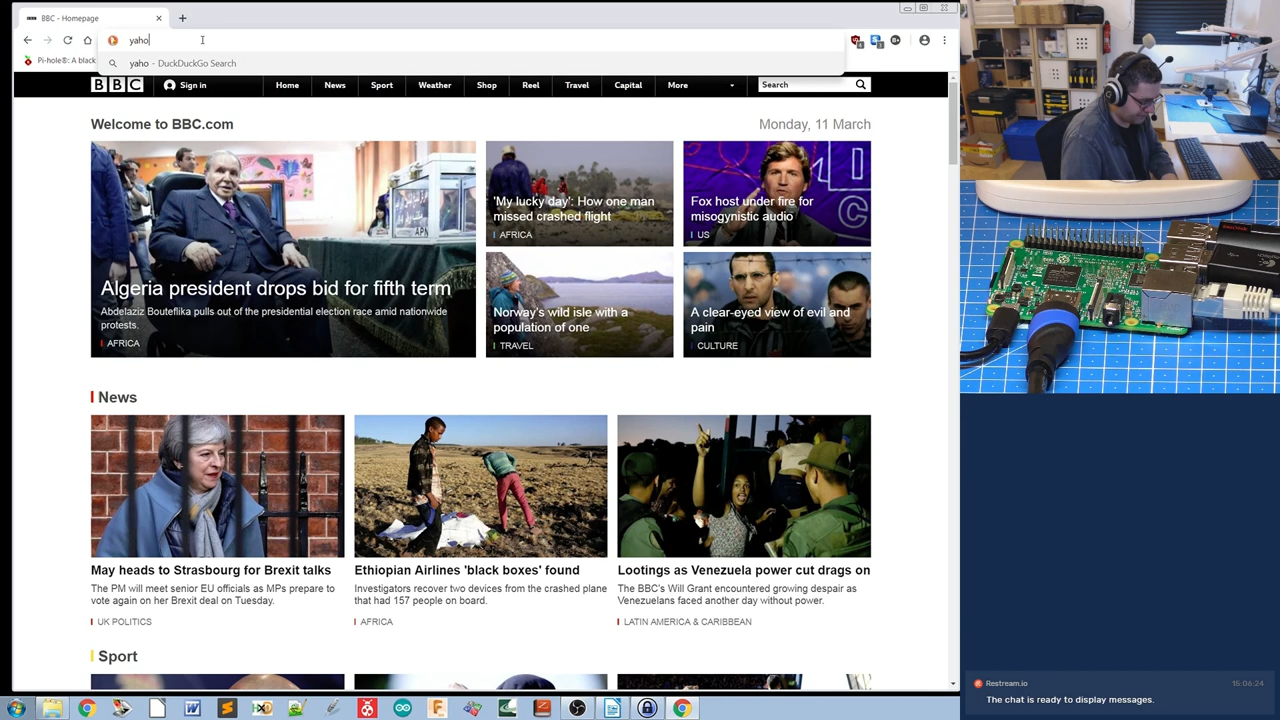 BBC - Homepage
yaho
Pi-hole®: A black
yaho - DuckDuckGo Search
BBC
Sign in
Home
News
Sport
Weather
Shop
Reel
Travel
Capital
More
Search
Welcome to BBC.com
Monday, 11 March
Algeria president drops bid for fifth term
Abdelaziz Bouteflika pulls out of the presidential election race amid nationwide
protests.
AFRICA
'My lucky day': How one man
missed crashed flight
AFRICA
Fox host under fire for
misogynistic audio
US
Norway's wild isle with a
population of one
TRAVEL
A clear-eyed view of evil and
pain
CULTURE
News
May heads to Strasbourg for Brexit talks
The PM will meet senior EU officials as MPs prepare to
vote again on her Brexit deal on Tuesday.
UK POLITICS
Ethiopian Airlines 'black boxes' found
Investigators recover two devices from the crashed plane
that had 157 people on board.
AFRICA
Lootings as Venezuela power cut drags on
The BBC's Will Grant encountered growing despair as
Venezuelans faced another day without power.
LATIN AMERICA & CARIBBEAN
Sport
Restream.io
15:06:24
The chat is ready to display messages.